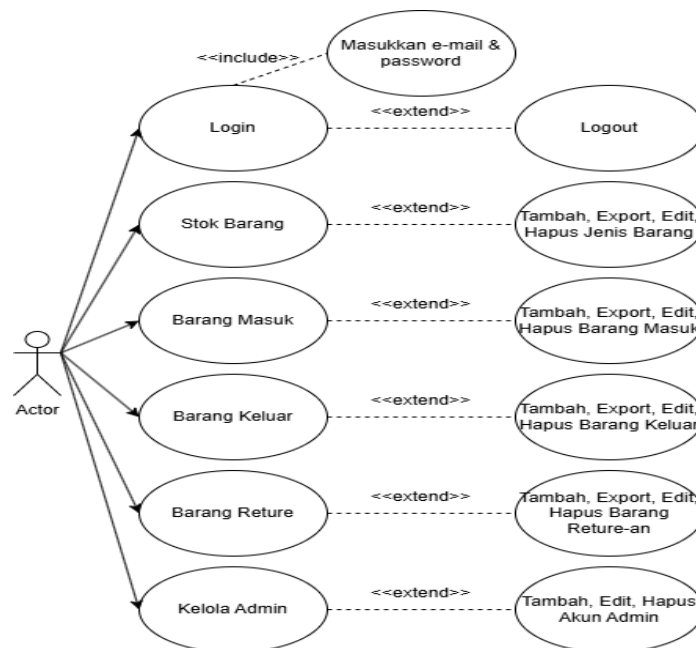 Masukkan e-mail &
password
<<include>>
<<extend>>
Login
Logout
<<extend>>
Stok Barang
Tambah, Export, Edit,
Hapus Jenis Barang
<<extend>>
Barang Masuk
Tambah, Export, Edit,
Hapus Barang Masuk
Actor
<<extend>>
Barang Keluar
Tambah, Export, Edit,
Hapus Barang Keluar
<<extend>>
Barang Reture
Tambah, Export, Edit,
Hapus Barang
Reture-an
<<extend>>
Kelola Admin
Tambah, Edit, Hapus
Akun Admin